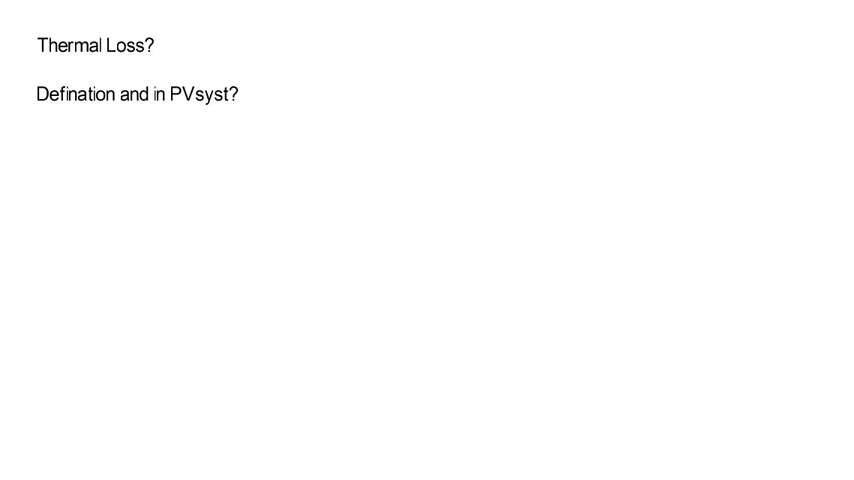 Thermal Loss?
Defination and in PVsyst?